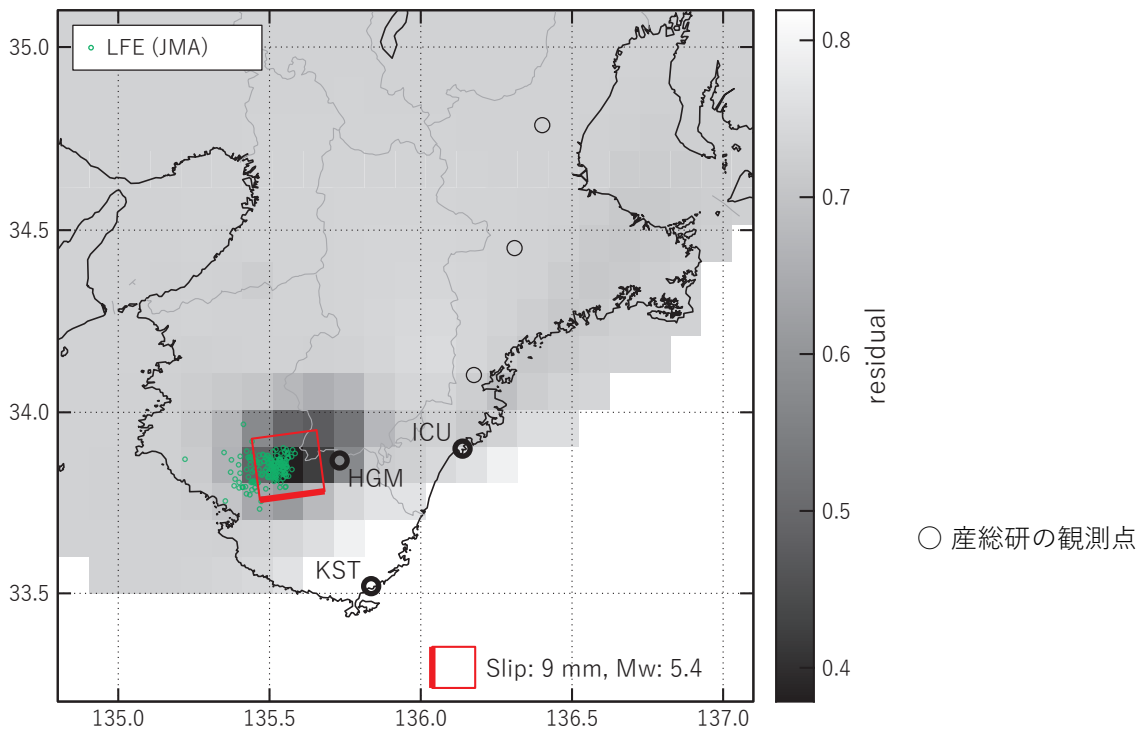 LFE (JMA)
35.0
34.5
34.0
33.5
ICU
HGM
KST
Slip: 9 mm, Mw: 5.4
135.0
135.5
136.0
136.5
137.0
0.8
0.7
0.6
0.5
0.4
residual
産総研の観測点